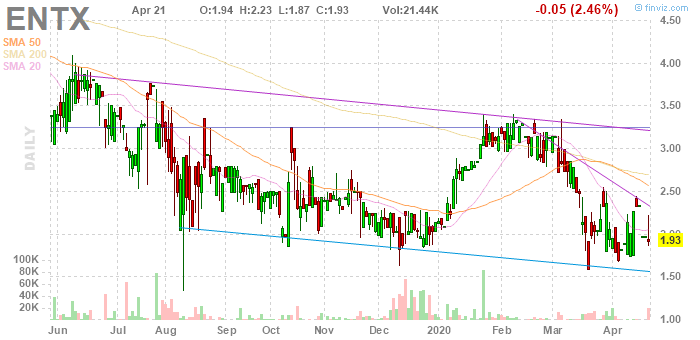 ENTX Apr 21 O:1.94 H:2.23 L:1.87 C:1.93 Vol:21.44K -0.05 (2.46%) © finviz.com
SMA 50
SMA 200
SMA 20
DAILY
4.50
4.00
3.50
3.00
2.50
2.00
1.93
1.50
1.00
100K
80K
60K
40K
20K
Jun Jul Aug Sep Oct Nov Dec 2020 Feb Mar Apr